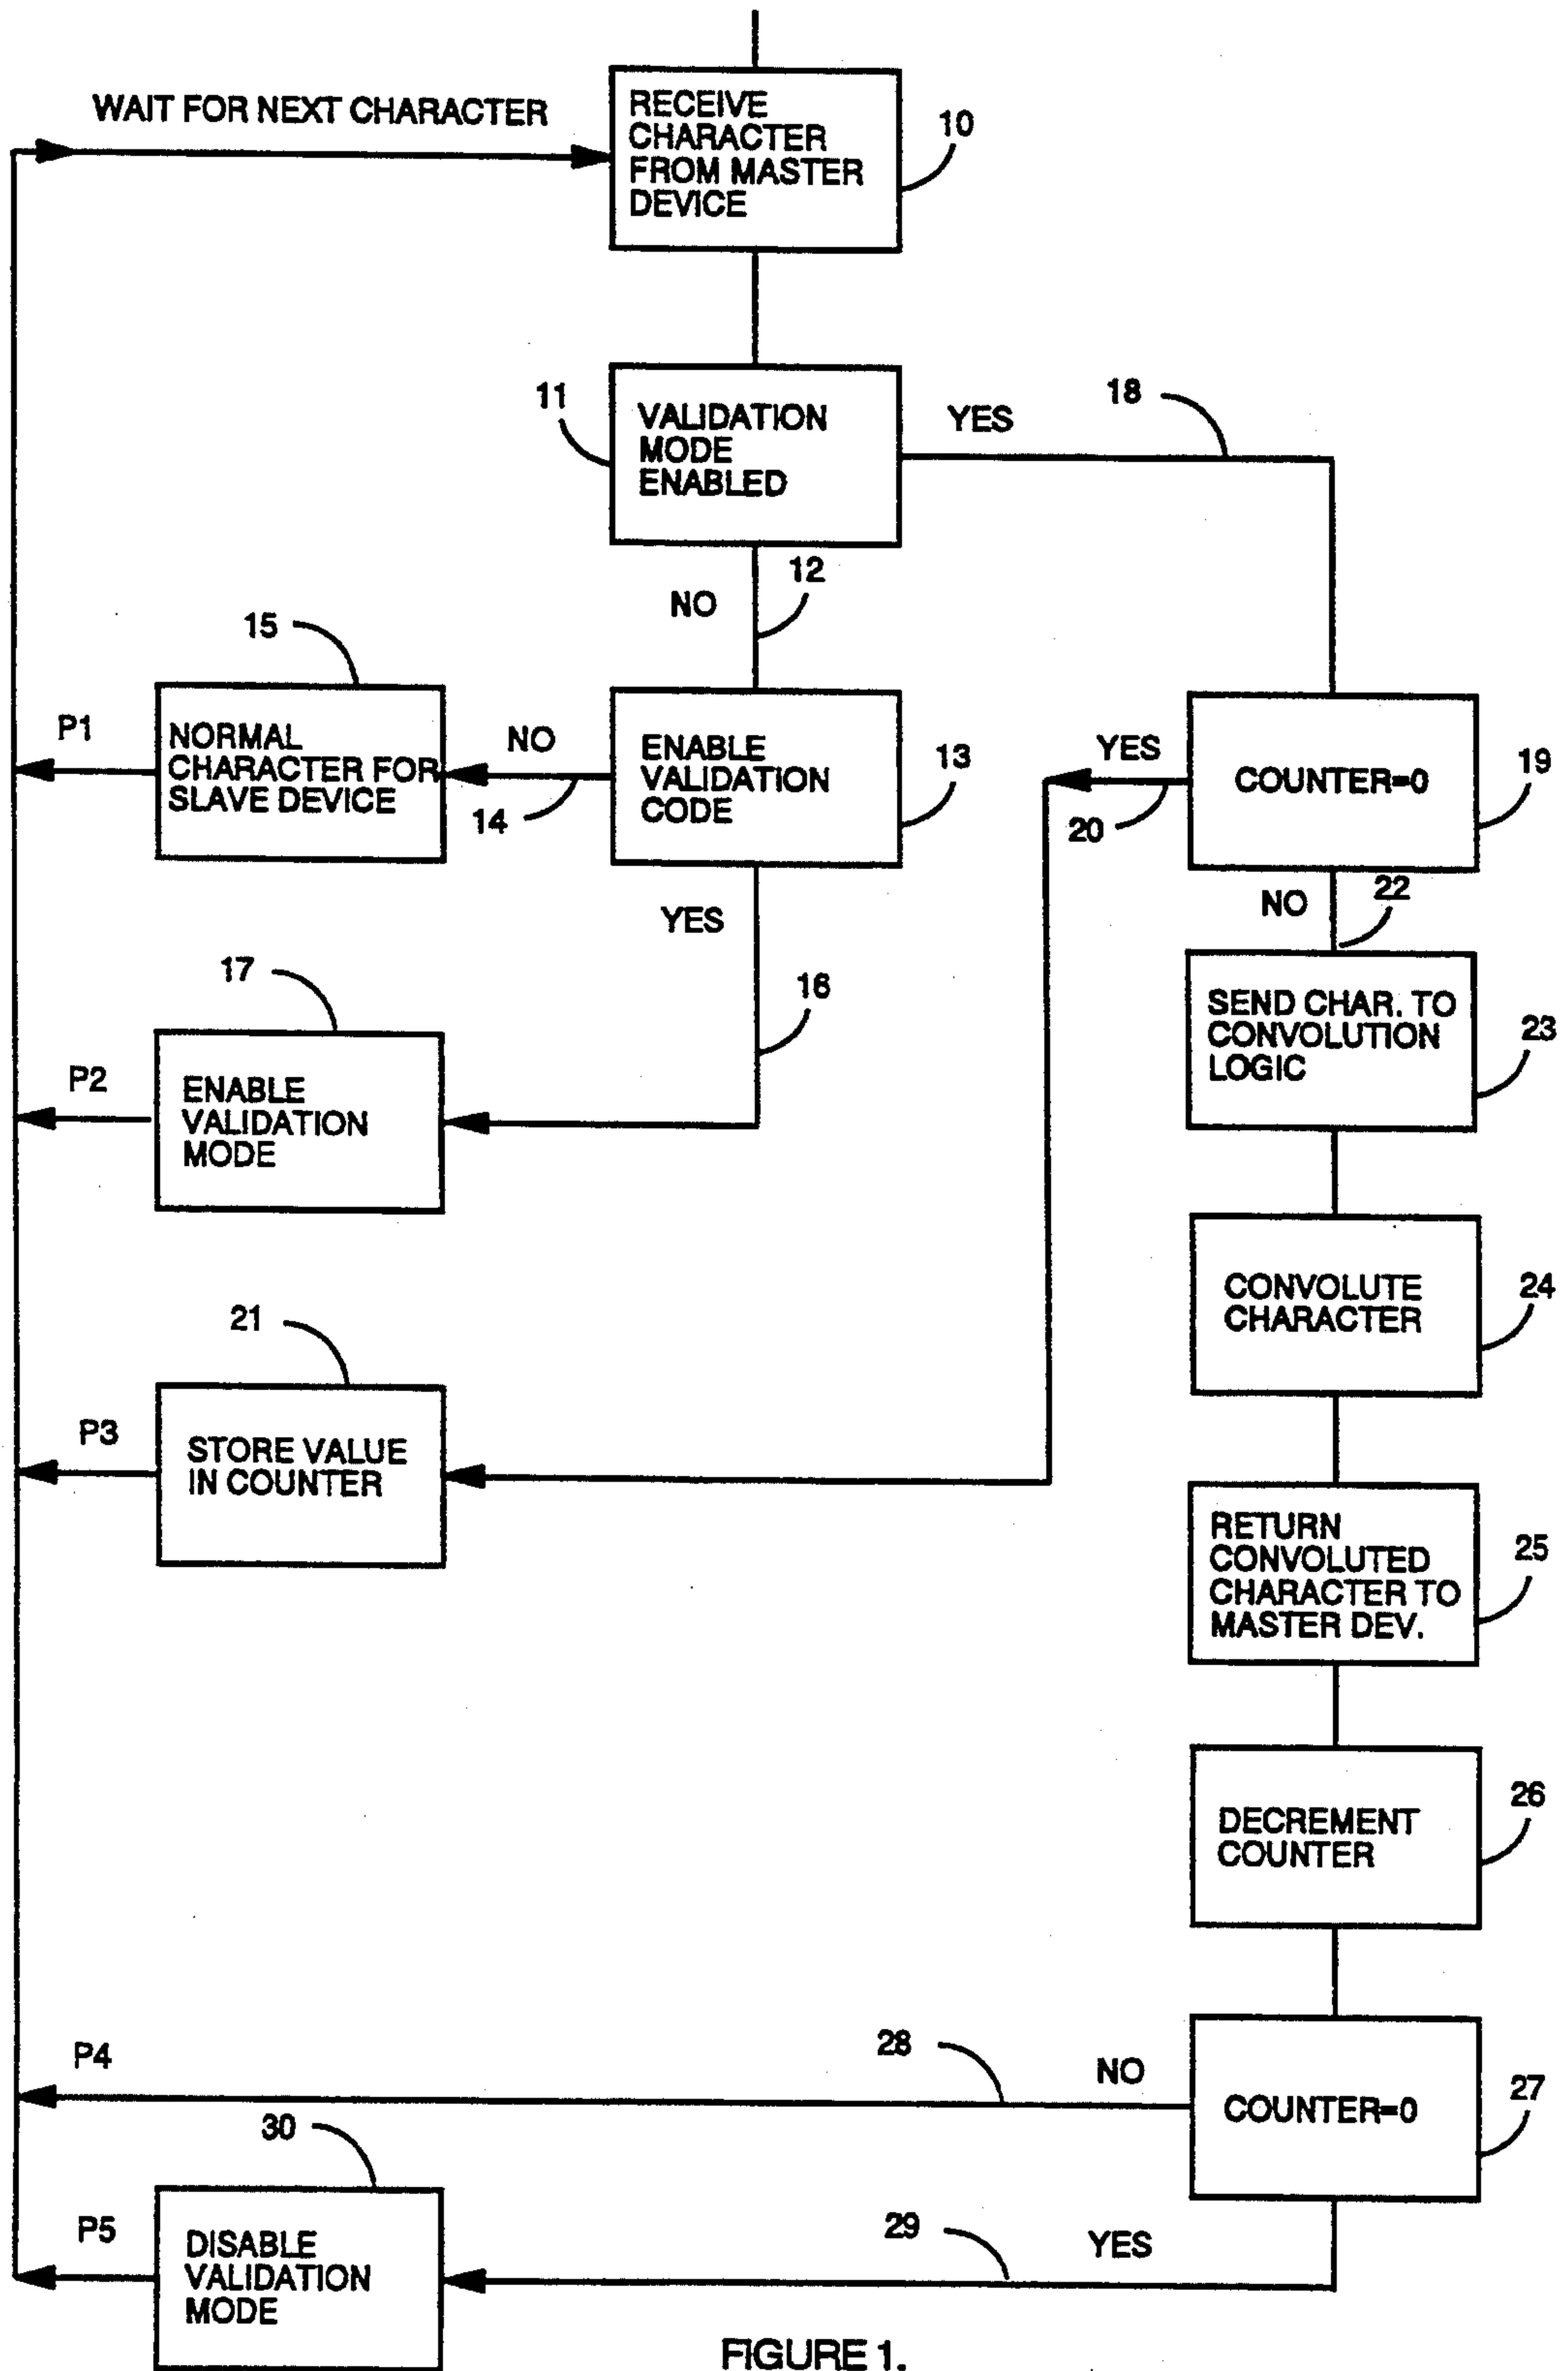 WAIT FOR NEXT CHARACTER
RECEIVE
CHARACTER
FROM MASTER
DEVICE
10
11
VALIDATION
MODE
ENABLED
YES
18
NO
12
15
P1
NORMAL
CHARACTER FOR
SLAVE DEVICE
NO
14
ENABLE
VALIDATION
CODE
13
YES
20
COUNTER=0
19
YES
16
NO
22
17
P2
ENABLE
VALIDATION
MODE
SEND CHAR. TO
CONVOLUTION
LOGIC
23
CONVOLUTE
CHARACTER
24
21
P3
STORE VALUE
IN COUNTER
RETURN
CONVOLUTED
CHARACTER TO
MASTER DEV.
25
DECREMENT
COUNTER
26
P4
28
NO
COUNTER=0
27
30
P5
DISABLE
VALIDATION
MODE
29
YES
FIGURE 1.